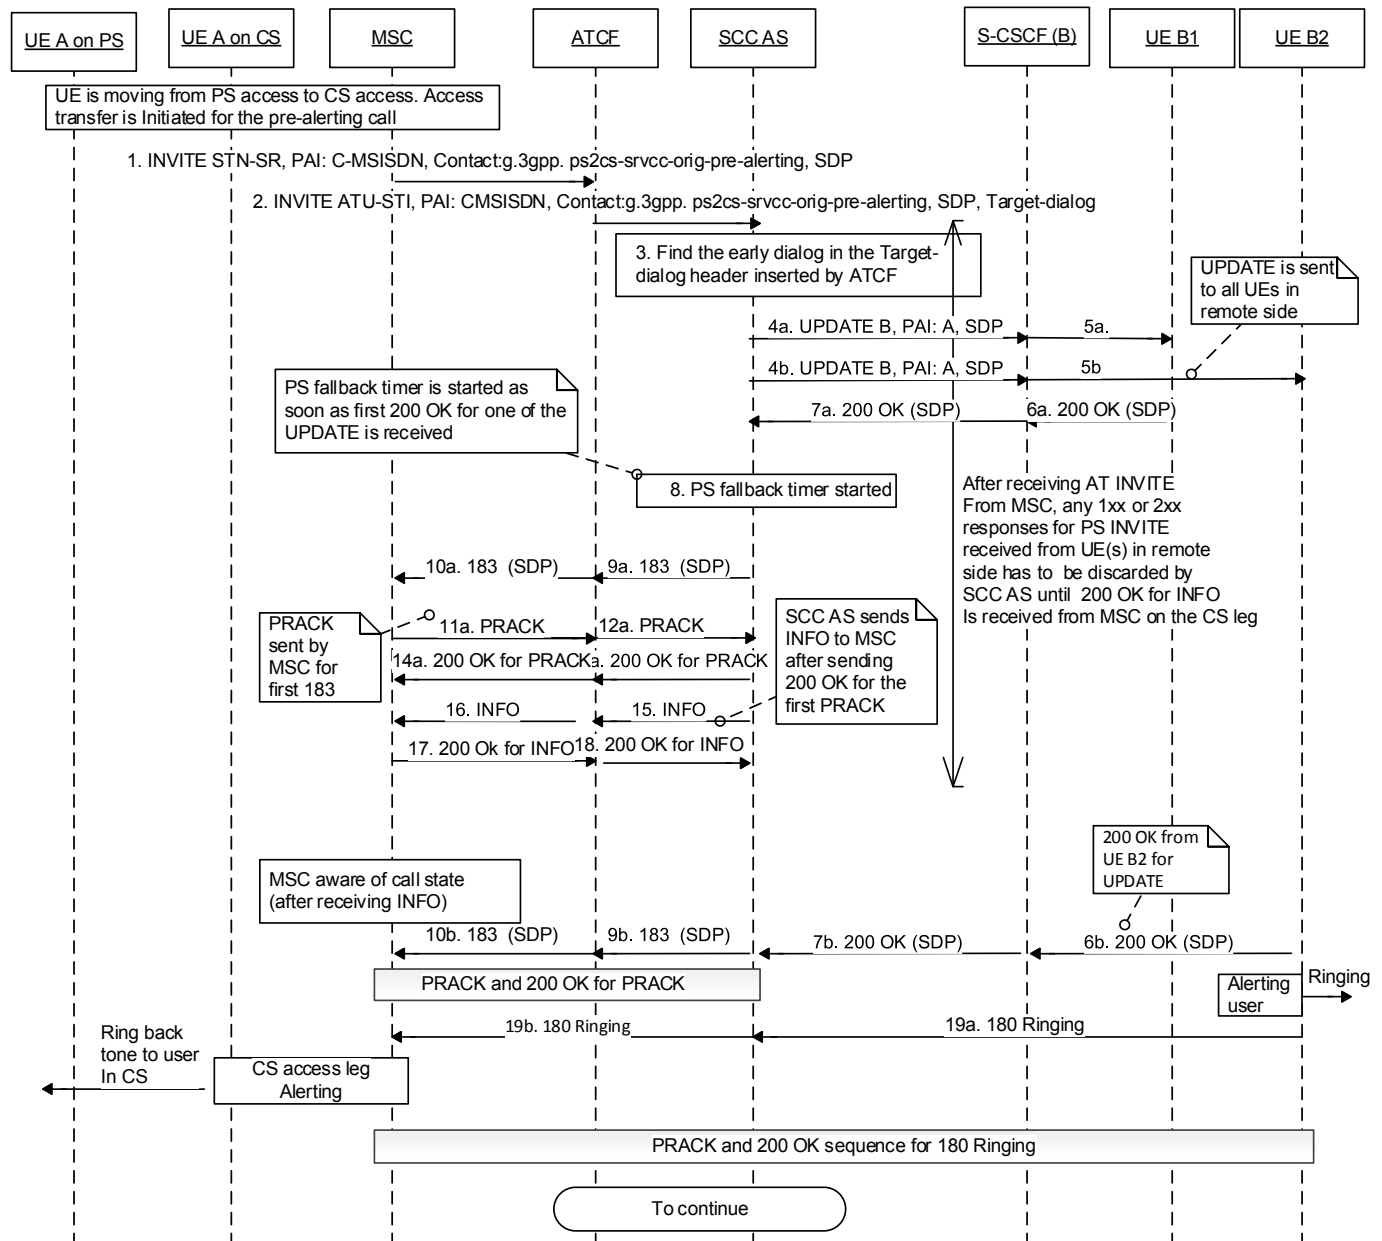 UE A on PS
UE A on CS
MSC
ATCF
SCC AS
S-CSCF (B)
UE B1
UE B2
UE is moving from PS access to CS access. Access
transfer is Initiated for the pre-alerting call
1. INVITE STN-SR, PAI: C-MSISDN, Contact:g.3gpp. ps2cs-srvcc-orig-pre-alerting, SDP
2. INVITE ATU-STI, PAI: CMSISDN, Contact:g.3gpp. ps2cs-srvcc-orig-pre-alerting, SDP, Target-dialog
3. Find the early dialog in the Target-
dialog header inserted by ATCF
UPDATE is sent
to all UEs in
remote side
4a. UPDATE B, PAI: A, SDP
5a.
4b. UPDATE B, PAI: A, SDP
5b
PS fallback timer is started as
soon as first 200 OK for one of the
UPDATE is received
7a. 200 OK (SDP)
6a. 200 OK (SDP)
8. PS fallback timer started
After receiving AT INVITE
From MSC, any 1xx or 2xx
responses for PS INVITE
received from UE(s) in remote
side has to be discarded by
SCC AS until 200 OK for INFO
Is received from MSC on the CS leg
10a. 183 (SDP)
9a. 183 (SDP)
PRACK
sent by
MSC for
first 183
11a. PRACK
12a. PRACK
SCC AS sends
INFO to MSC
after sending
200 OK for the
first PRACK
14a. 200 OK for PRACK
a. 200 OK for PRACK
16. INFO
15. INFO
17. 200 Ok for INFO
18. 200 OK for INFO
200 OK from
UE B2 for
UPDATE
MSC aware of call state
(after receiving INFO)
10b. 183 (SDP)
9b. 183 (SDP)
7b. 200 OK (SDP)
6b. 200 OK (SDP)
PRACK and 200 OK for PRACK
Alerting
user
Ringing
19b. 180 Ringing
19a. 180 Ringing
Ring back
tone to user
In CS
CS access leg
Alerting
PRACK and 200 OK sequence for 180 Ringing
To continue